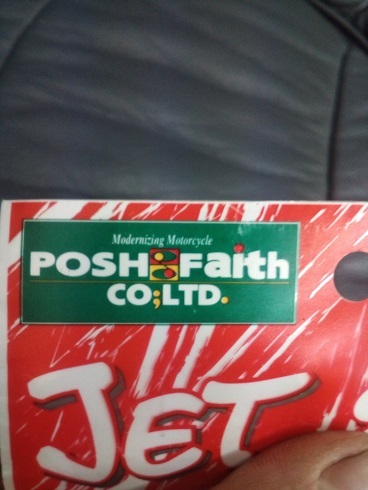 Modernizing Motorcycle
POSH Faith
CO;LTD.
JET